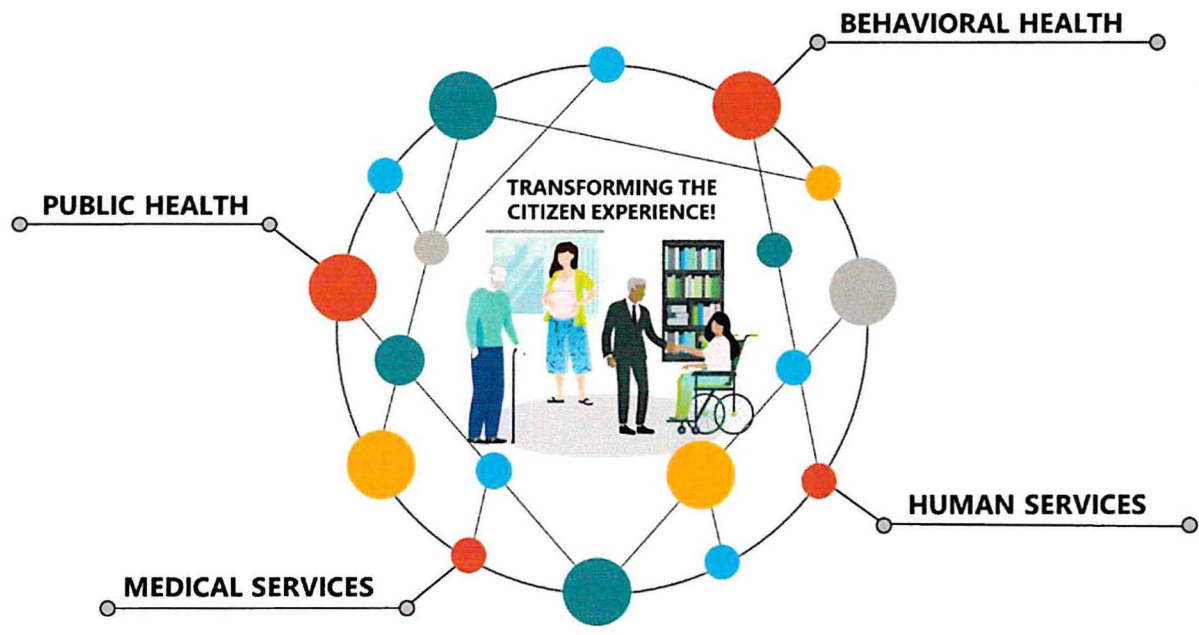 BEHAVIORAL HEALTH
PUBLIC HEALTH
TRANSFORMING THE
CITIZEN EXPERIENCE!
HUMAN SERVICES
MEDICAL SERVICES